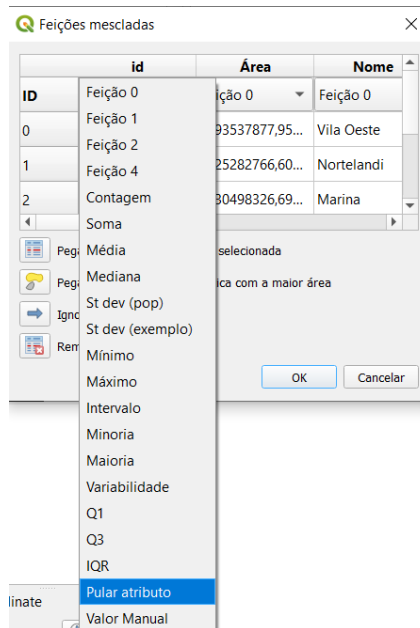 Feições mescladas
id Área Nome
ID ição 0 Feição 0
0 93537877,95... Vila Oeste
1 25282766,60... Nortelandi
2 30498326,69... Marina
Feição 0
Feição 1
Feição 2
Feição 4
Contagem
Soma
Média
Mediana
St dev (pop)
St dev (exemplo)
Mínimo
Máximo
Intervalo
Minoria
Maioria
Variabilidade
Q1
Q3
IQR
Pular atributo
Valor Manual
Pega selecionada
Pega ica com a maior área
Igno
Rem
OK Cancelar
linate